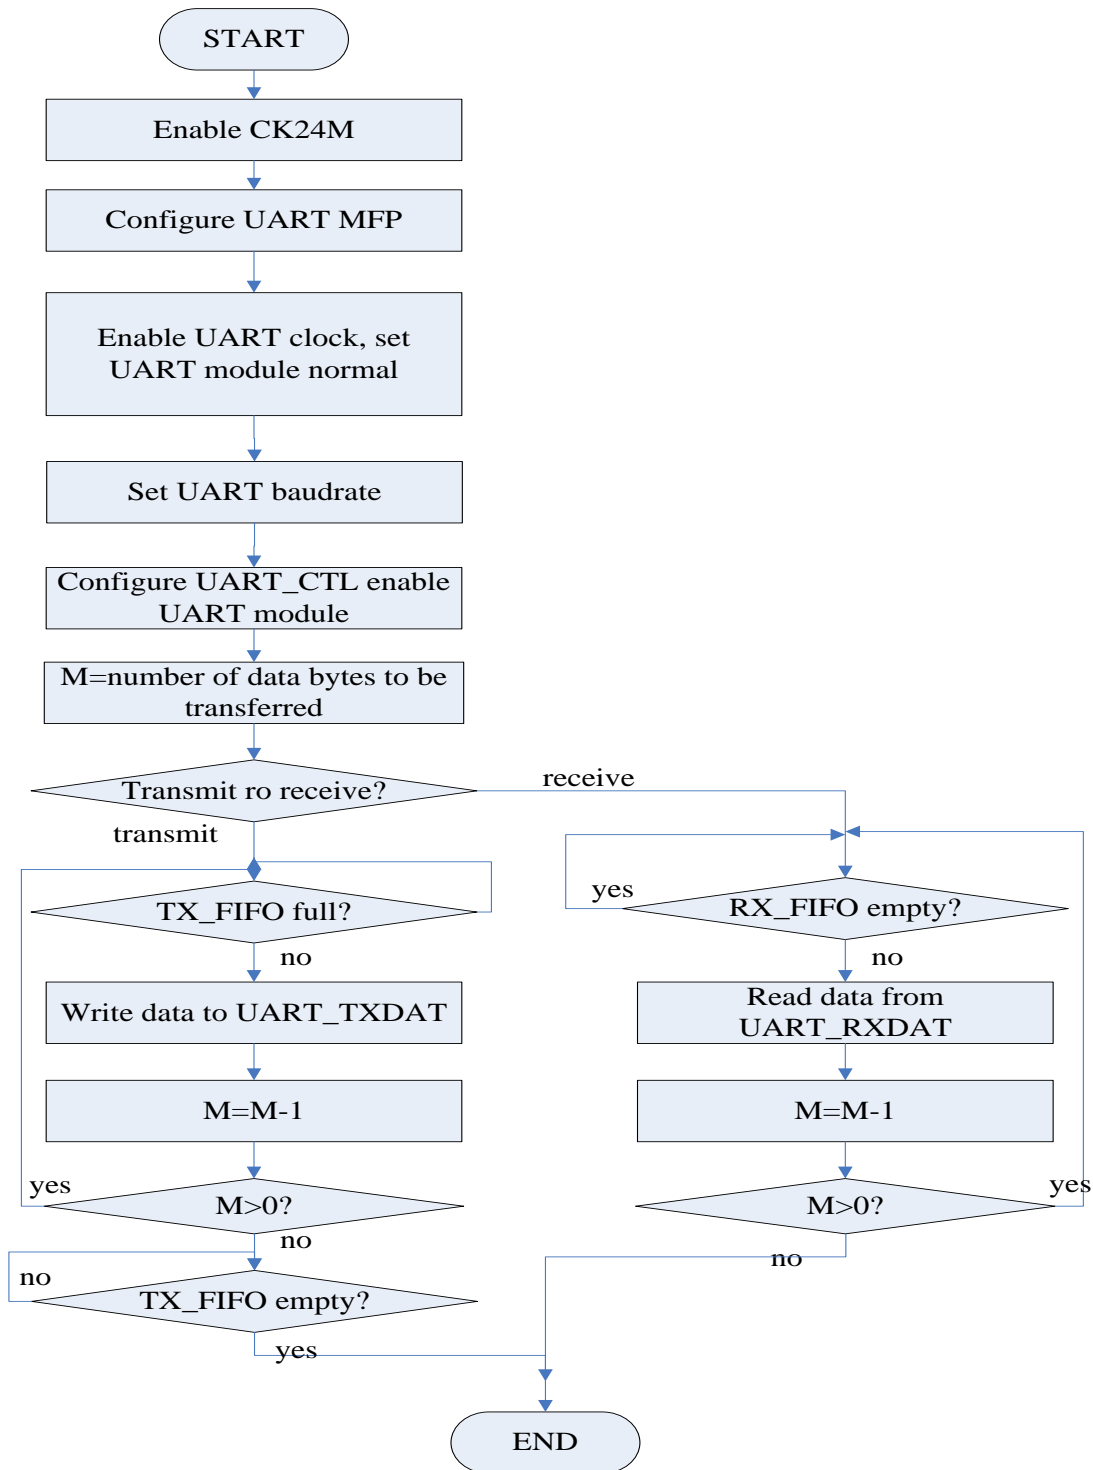 START
Enable CK24M
Configure UART MFP
Enable UART clock, set
UART module normal
Set UART baudrate
Configure UART_CTL enable
UART module
M=number of data bytes to be
transferred
Transmit ro receive?
receive
transmit
TX_FIFO full?
no
Write data to UART_TXDAT
M=M-1
yes
M>0?
no
no
TX_FIFO empty?
yes
yes
RX_FIFO empty?
no
Read data from
UART_RXDAT
M=M-1
M>0?
yes
no
END